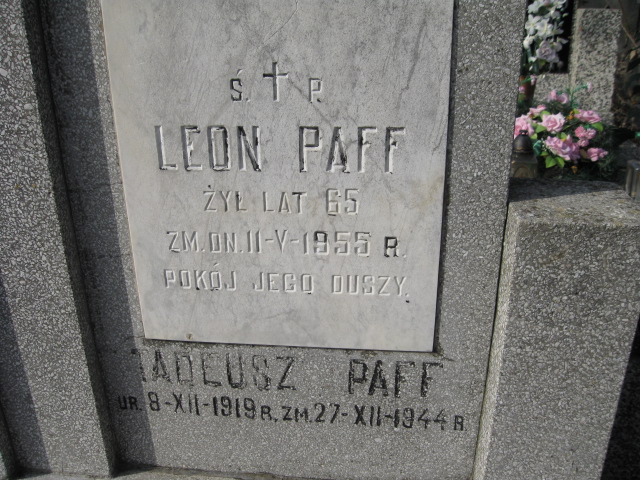 Ś. † P.
LEON PAFF
ŻYŁ LAT 65
ZM. DN. 11-V-1955 R.
POKÓJ JEGO DUSZY.
TADEUSZ PAFF
UR. 8-XII-1919 R. ZM. 27-XII-1944 R